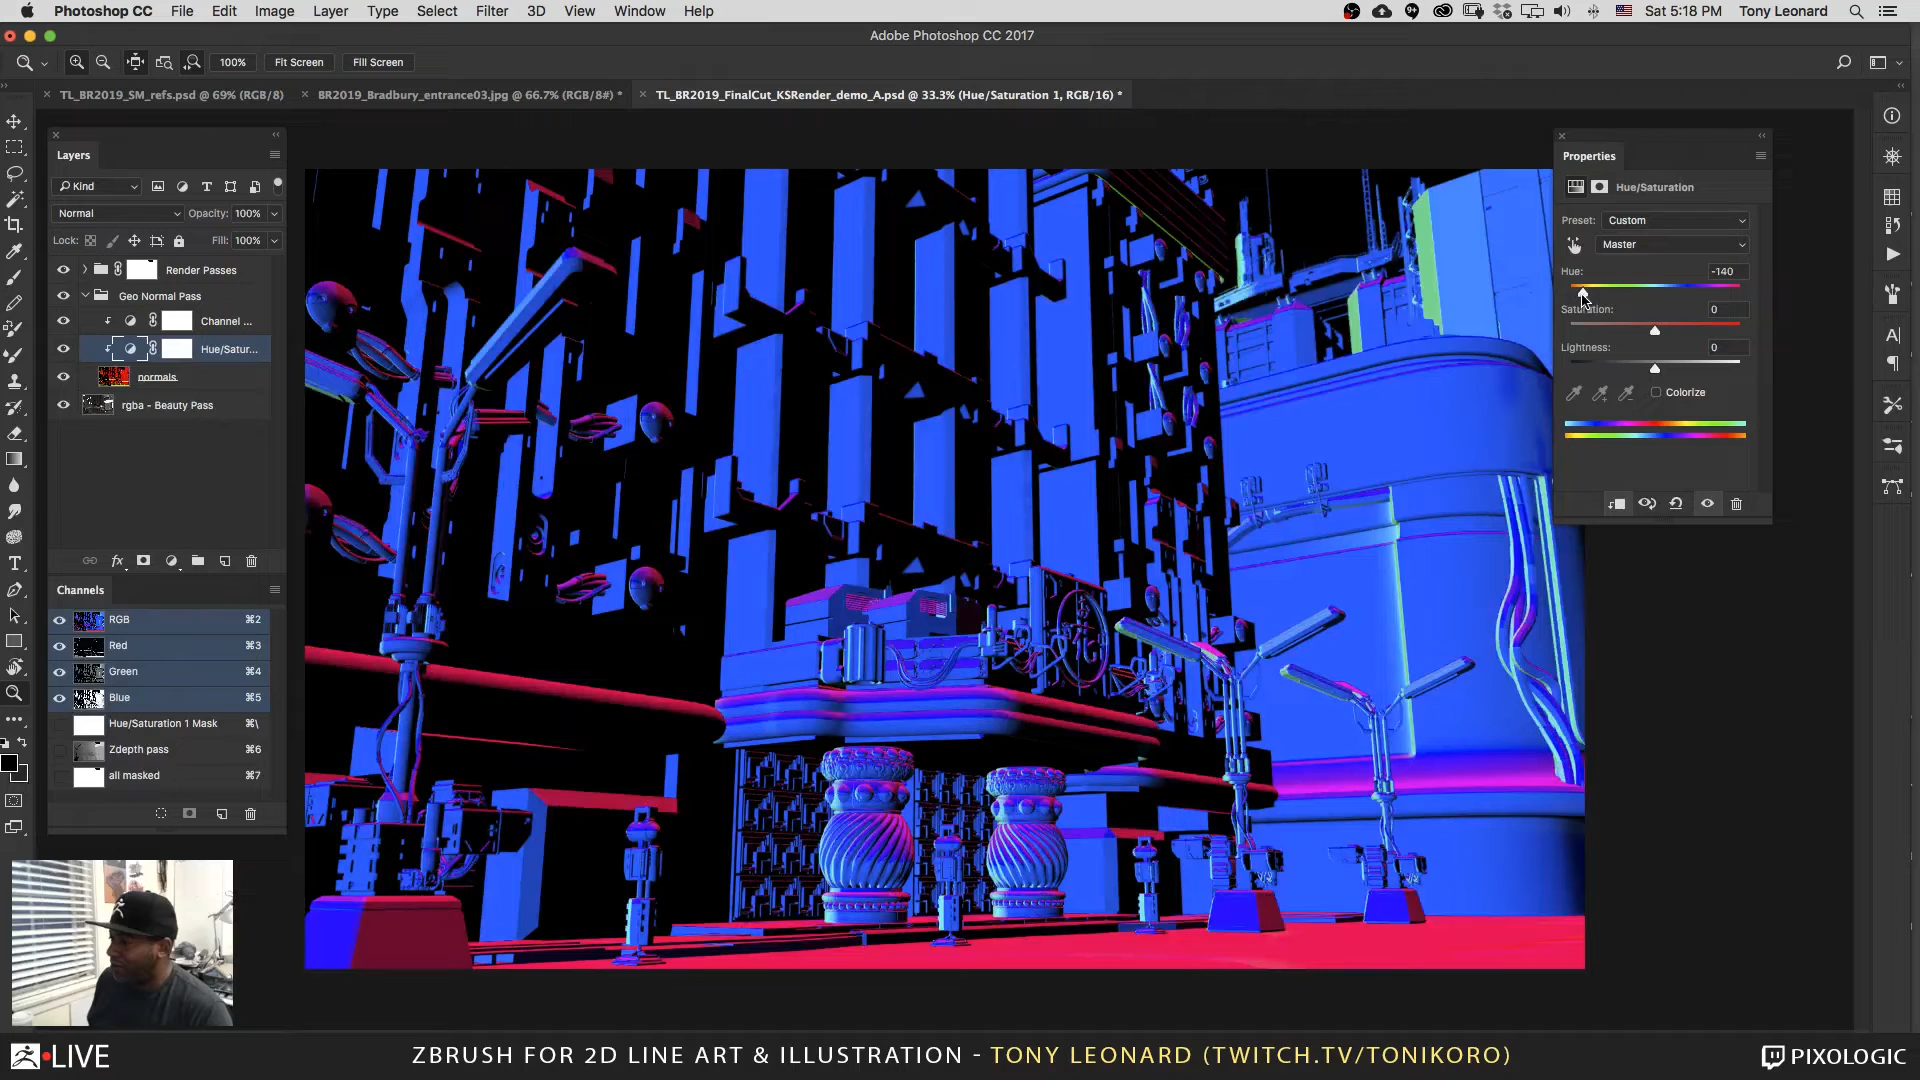 Photoshop CC File Edit Image Layer Type Select Filter 3D View Window Help Sat 5:18 PM Tony Leonard
Adobe Photoshop CC 2017
100% Fit Screen Fill Screen
TL_BR2019_SM_refs.psd @ 69% (RGB/8) BR2019_Bradbury_entrance03.jpg @ 66.7% (RGB/8#) * TL_BR2019_FinalCut_KSRender_demo_A.psd @ 33.3% (Hue/Saturation 1, RGB/16) *
Layers
Kind
Normal Opacity: 100%
Lock: Fill: 100%
Render Passes
Geo Normal Pass
Channel ...
Hue/Satur...
normals
rgba - Beauty Pass
fx
Channels
RGB ⌘2
Red ⌘3
Green ⌘4
Blue ⌘5
Hue/Saturation 1 Mask ⌘\
Zdepth pass ⌘6
all masked ⌘7
Properties
Hue/Saturation
Preset: Custom
Master
Hue: -140
Saturation: 0
Lightness: 0
Colorize
LIVE ZBRUSH FOR 2D LINE ART & ILLUSTRATION - TONY LEONARD (TWITCH.TV/TONIKORO) PIXOLOGIC